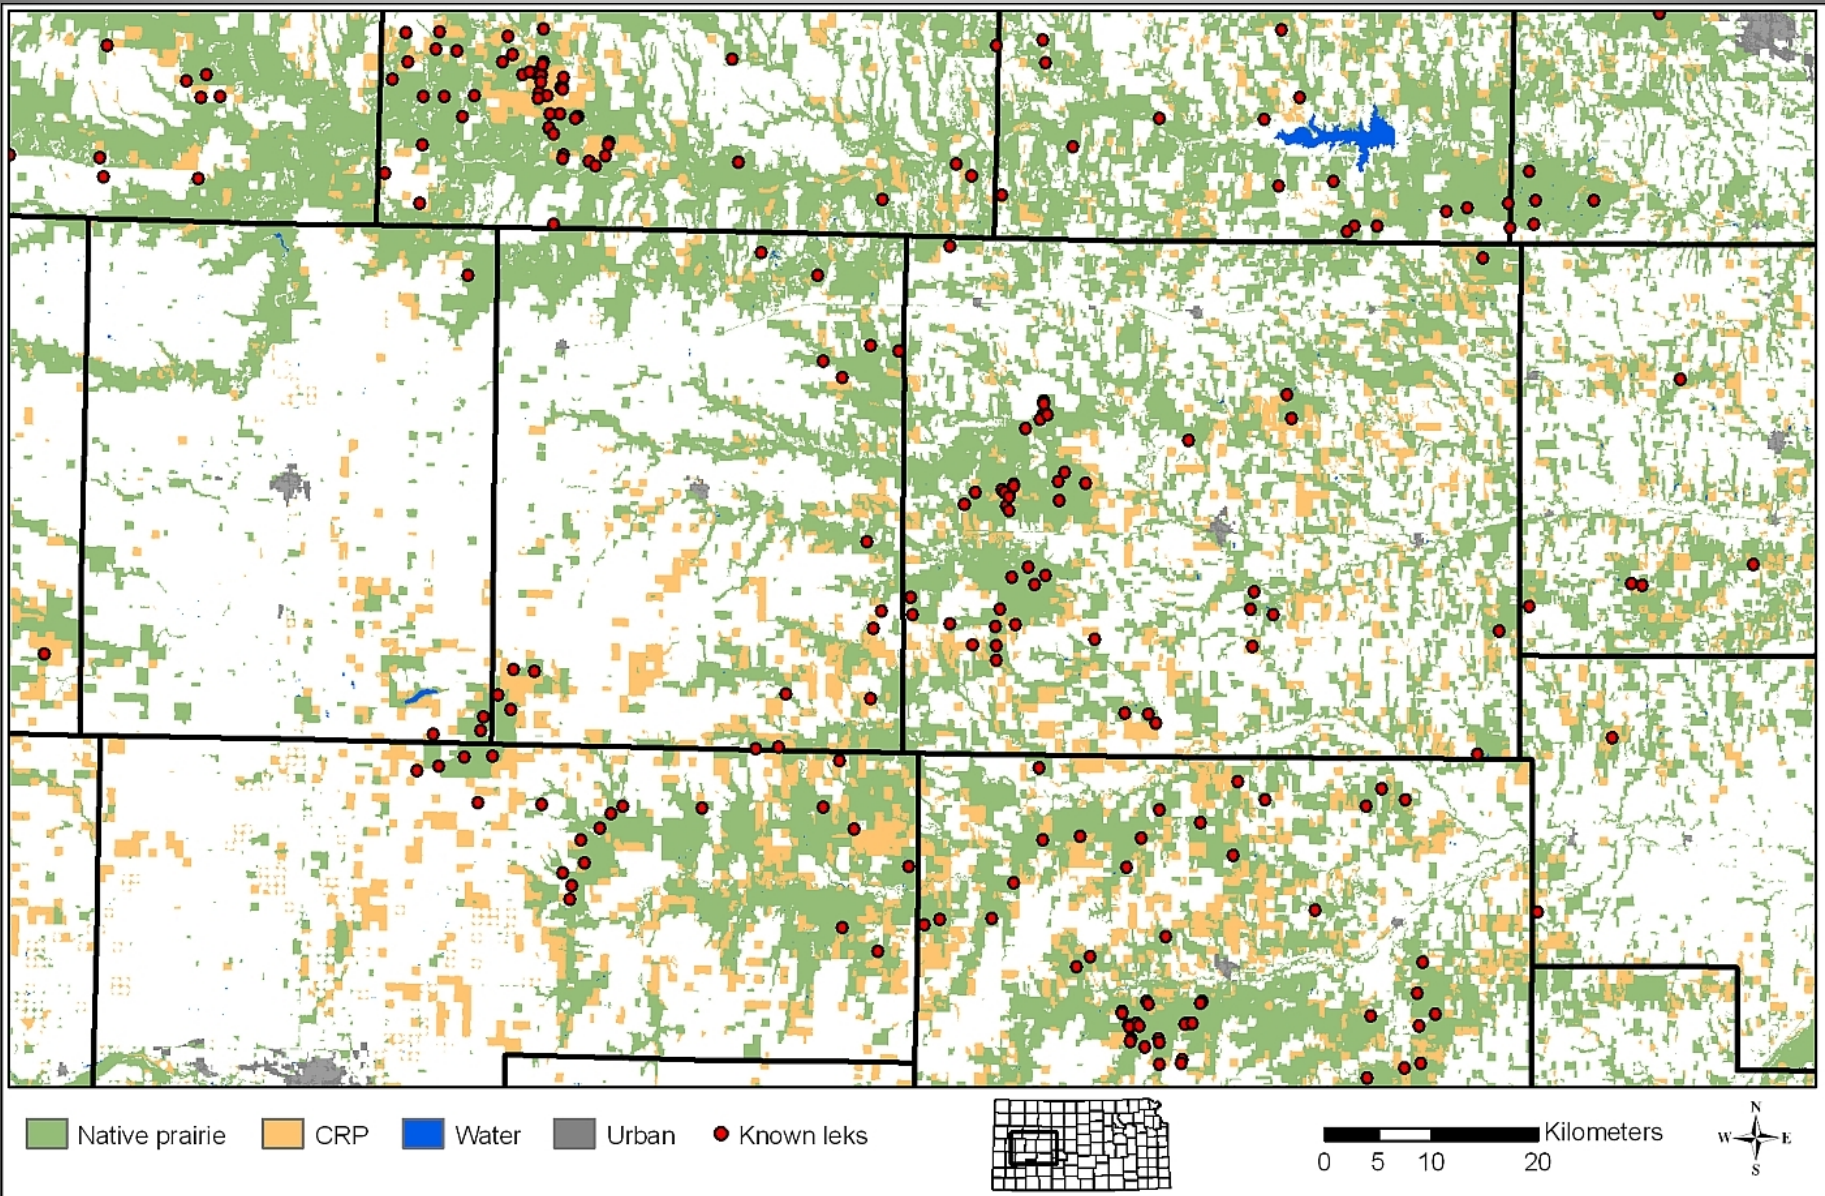 Native prairie
CRP
Water
Urban
Known leks
Kilometers
0 5 10 20
N
W E
S